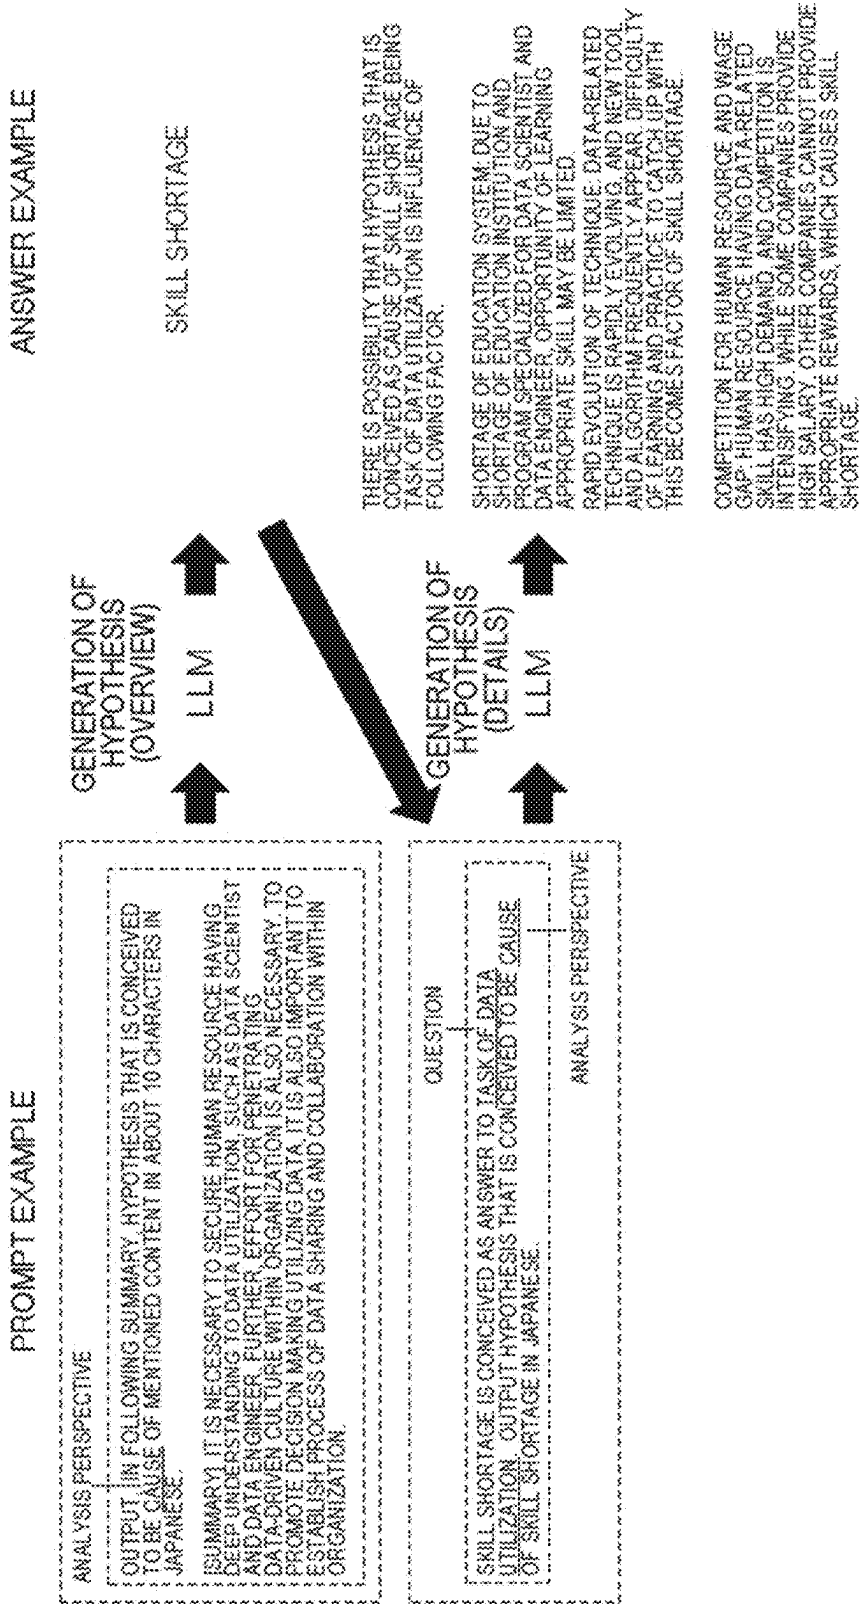 PROMPT EXAMPLE
ANSWER EXAMPLE
ANALYSIS PERSPECTIVE
OUTPUT, [IN FOLLOWING SUMMARY, HYPOTHESIS THAT IS CONCEIVED
TO BE CAUSE OF MENTIONED CONTENT IN ABOUT 10 CHARACTERS IN
JAPANESE.
[SUMMARY] IT IS NECESSARY TO SECURE HUMAN RESOURCE HAVING
DEEP UNDERSTANDING TO DATA UTILIZATION, SUCH AS DATA SCIENTIST
AND DATA ENGINEER. FURTHER, EFFORT FOR PENETRATING
DATA-DRIVEN CULTURE WITHIN ORGANIZATION IS ALSO NECESSARY. TO
PROMOTE DECISION MAKING UTILIZING DATA, IT IS ALSO IMPORTANT TO
ESTABLISH PROCESS OF DATA SHARING AND COLLABORATION WITHIN
ORGANIZATION.
GENERATION OF
HYPOTHESIS
(OVERVIEW)
LLM
SKILL SHORTAGE
QUESTION
SKILL SHORTAGE IS CONCEIVED AS ANSWER TO TASK OF DATA
UTILIZATION. OUTPUT HYPOTHESIS THAT IS CONCEIVED TO BE CAUSE
OF SKILL SHORTAGE IN JAPANESE.
ANALYSIS PERSPECTIVE
GENERATION OF
HYPOTHESIS
(DETAILS)
LLM
THERE IS POSSIBILITY THAT HYPOTHESIS THAT IS
CONCEIVED AS CAUSE OF SKILL SHORTAGE BEING
TASK OF DATA UTILIZATION IS INFLUENCE OF
FOLLOWING FACTOR.
SHORTAGE OF EDUCATION SYSTEM: DUE TO
SHORTAGE OF EDUCATION INSTITUTION AND
PROGRAM SPECIALIZED FOR DATA SCIENTIST AND
DATA ENGINEER, OPPORTUNITY OF LEARNING
APPROPRIATE SKILL MAY BE LIMITED.
RAPID EVOLUTION OF TECHNIQUE: DATA-RELATED
TECHNIQUE IS RAPIDLY EVOLVING, AND NEW TOOL
AND ALGORITHM FREQUENTLY APPEAR. DIFFICULTY
OF LEARNING AND PRACTICE TO CATCH UP WITH
THIS BECOMES FACTOR OF SKILL SHORTAGE.
COMPETITION FOR HUMAN RESOURCE AND WAGE
GAP: HUMAN RESOURCE HAVING DATA-RELATED
SKILL HAS HIGH DEMAND, AND COMPETITION IS
INTENSIFYING. WHILE SOME COMPANIES PROVIDE
HIGH SALARY, OTHER COMPANIES CANNOT PROVIDE
APPROPRIATE REWARDS, WHICH CAUSES SKILL
SHORTAGE.